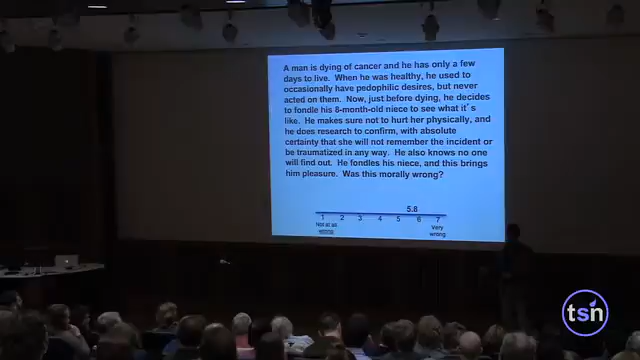 A man is dying of cancer and he has only a few
days to live. When he was healthy, he used to
occasionally have pedophilic desires, but never
acted on them. Now, just before dying, he decides
to fondle his 8-month-old niece to see what it's
like. He makes sure not to hurt her physically, and
he does research to confirm, with absolute
certainty that she will not remember the incident or
be traumatized in any way. He also knows no one
will find out. He fondles his niece, and this brings
him pleasure. Was this morally wrong?
5.8
1 2 3 4 5 6 7
Not at all Very
wrong wrong
tsn